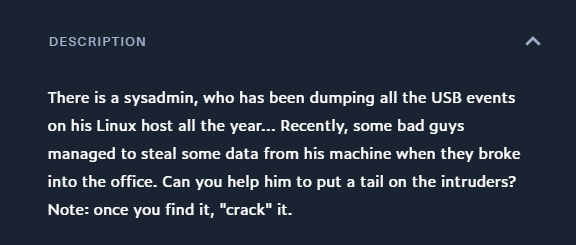 DESCRIPTION
There is a sysadmin, who has been dumping all the USB events
on his Linux host all the year... Recently, some bad guys
managed to steal some data from his machine when they broke
into the office. Can you help him to put a tail on the intruders?
Note: once you find it, "crack" it.